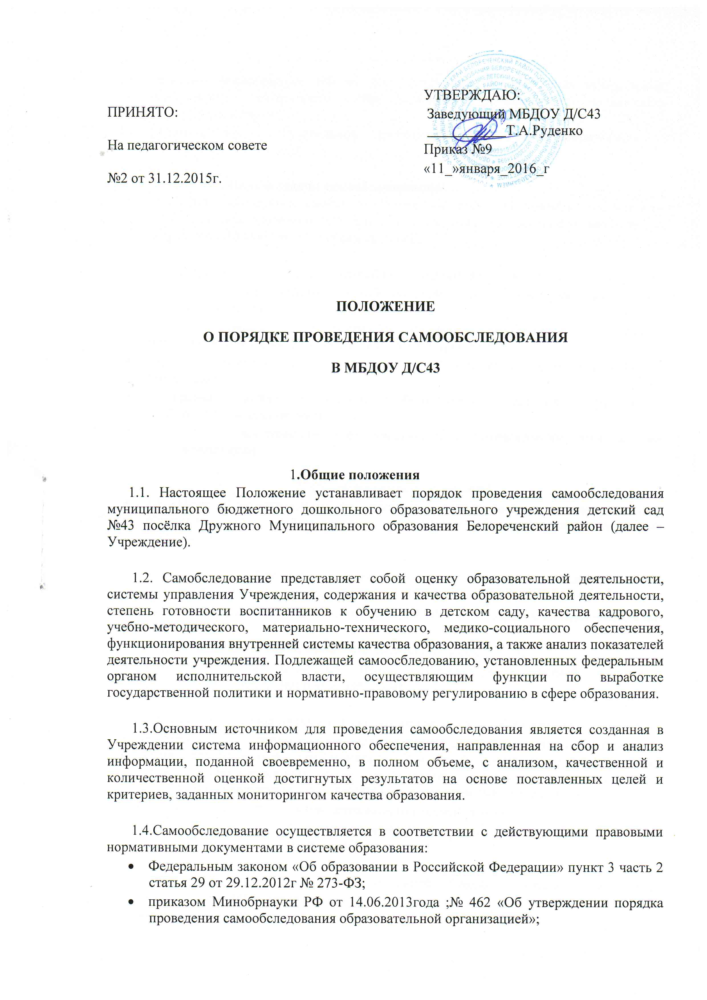 ПРИНЯТО:
На педагогическом совете
№2 от 31.12.2015г.
УТВЕРЖДАЮ:
Заведующий МБДОУ Д/С43
___________Т.А.Руденко
Приказ №9
«11_»января_2016_г
ПОЛОЖЕНИЕ
О ПОРЯДКЕ ПРОВЕДЕНИЯ САМООБСЛЕДОВАНИЯ
В МБДОУ Д/С43
1.Общие положения
1.1. Настоящее Положение устанавливает порядок проведения самообследования
муниципального бюджетного дошкольного образовательного учреждения детский сад
№43 посёлка Дружного Муниципального образования Белореченский район (далее –
Учреждение).
1.2. Самобследование представляет собой оценку образовательной деятельности,
системы управления Учреждения, содержания и качества образовательной деятельности,
степень готовности воспитанников к обучению в детском саду, качества кадрового,
учебно-методического, материально-технического, медико-социального обеспечения,
функционирования внутренней системы качества образования, а также анализ показателей
деятельности учреждения. Подлежащей самоосбледованию, установленных федеральным
органом исполнительской власти, осуществляющим функции по выработке
государственной политики и нормативно-правовому регулированию в сфере образования.
1.3.Основным источником для проведения самообследования является созданная в
Учреждении система информационного обеспечения, направленная на сбор и анализ
информации, поданной своевременно, в полном объеме, с анализом, качественной и
количественной оценкой достигнутых результатов на основе поставленных целей и
критериев, заданных мониторингом качества образования.
1.4.Самообследование осуществляется в соответствии с действующими правовыми
нормативными документами в системе образования:
• Федеральным законом «Об образовании в Российской Федерации» пункт 3 часть 2
статья 29 от 29.12.2012г № 273-ФЗ;
• приказом Минобрнауки РФ от 14.06.2013года ;№ 462 «Об утверждении порядка
проведения самообследования образовательной организацией»;